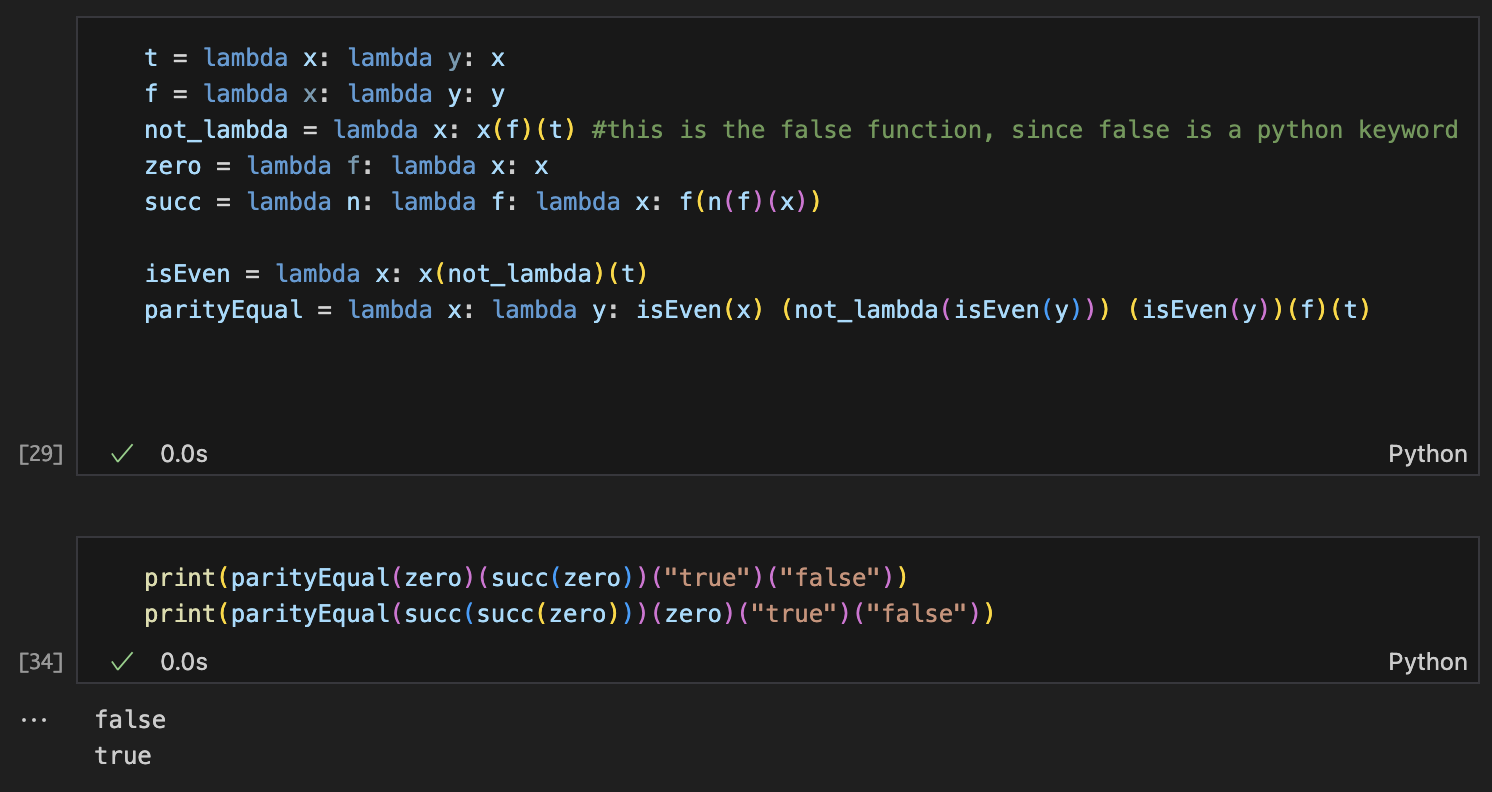 t = lambda x: lambda y: x
f = lambda x: lambda y: y
not_lambda = lambda x: x(f)(t) #this is the false function, since false is a python keyword
zero = lambda f: lambda x: x
succ = lambda n: lambda f: lambda x: f(n(f)(x))
isEven = lambda x: x(not_lambda)(t)
parityEqual = lambda x: lambda y: isEven(x) (not_lambda(isEven(y))) (isEven(y))(f)(t)
[29]
✓ 0.0s
Python
print(parityEqual(zero)(succ(zero))("true")("false"))
print(parityEqual(succ(succ(zero)))(zero)("true")("false"))
[34]
✓ 0.0s
Python
...
false
true